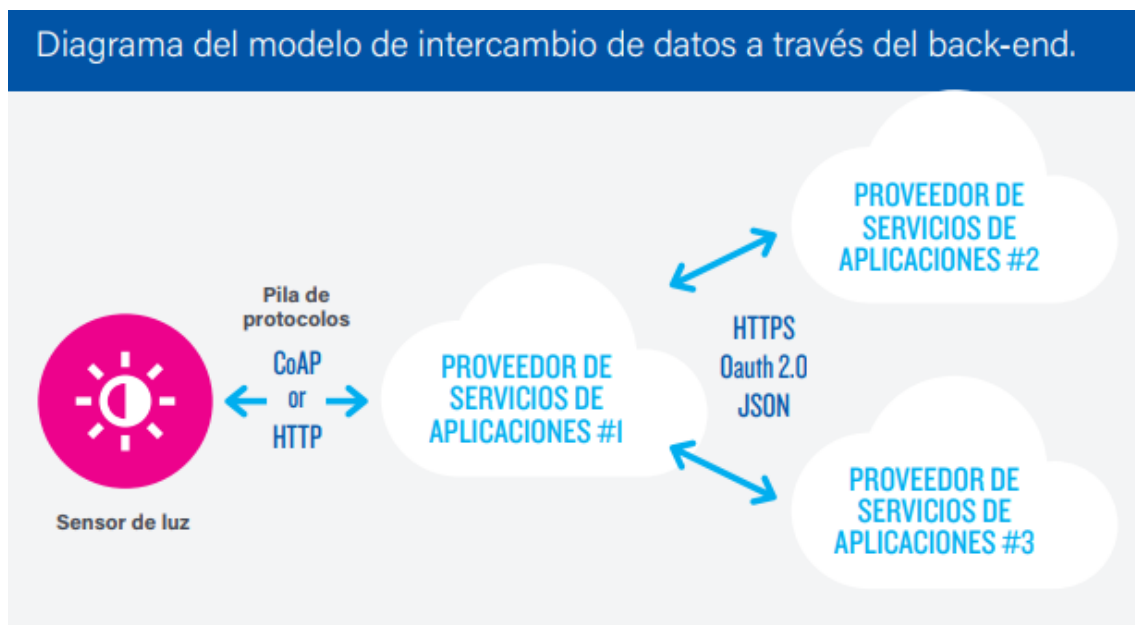 Diagrama del modelo de intercambio de datos a través del back-end.
Pila de
protocolos
CoAP
or
HTTP
Sensor de luz
PROVEEDOR DE
SERVICIOS DE
APLICACIONES #1
HTTPS
Oauth 2.0
JSON
PROVEEDOR DE
SERVICIOS DE
APLICACIONES #2
PROVEEDOR DE
SERVICIOS DE
APLICACIONES #3